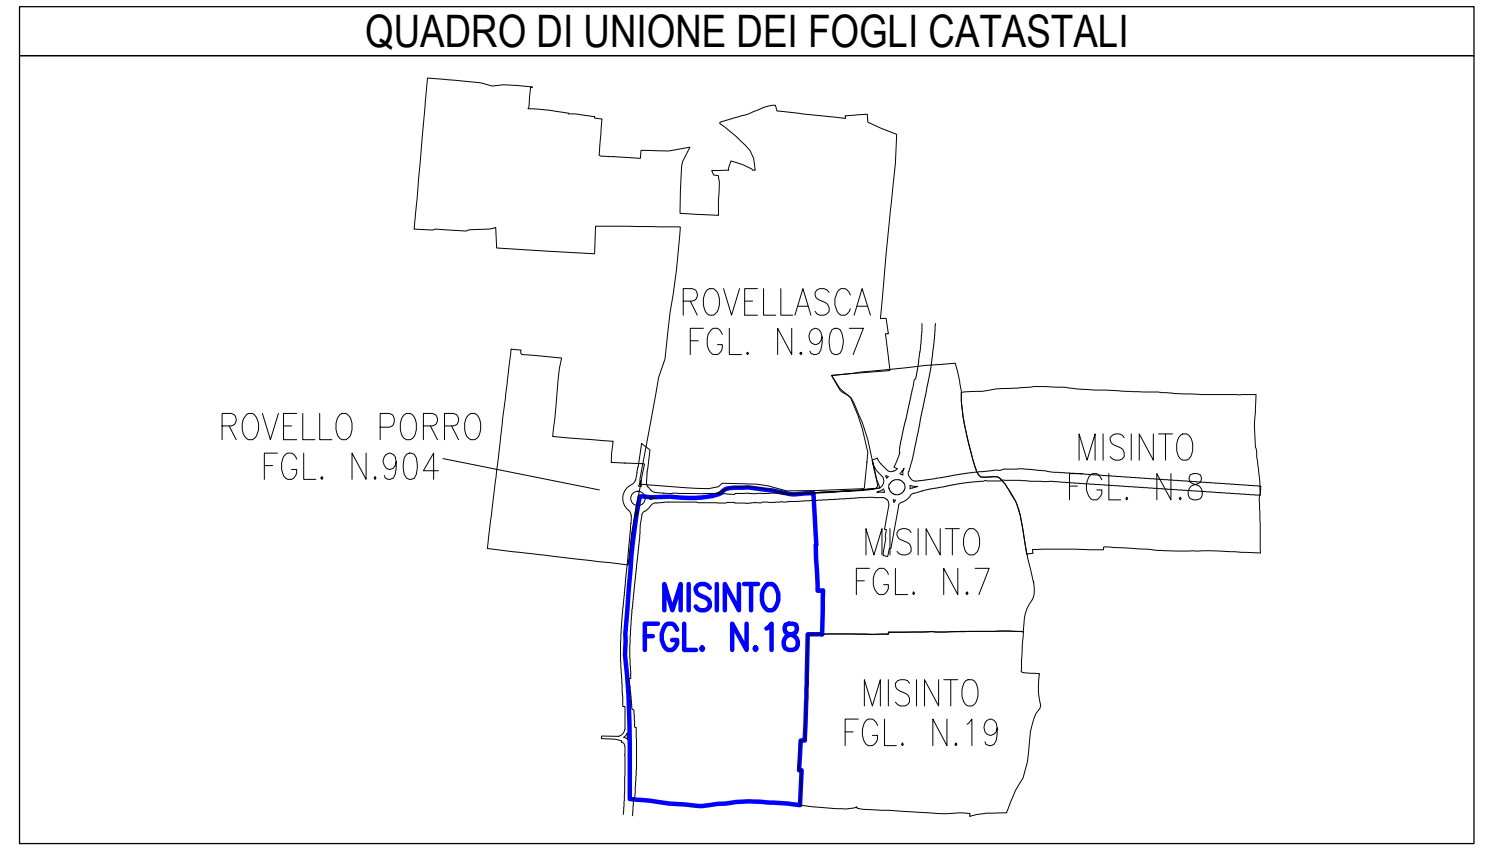 QUADRO DI UNIONE DEI FOGLI CATASTALI
ROVELLASCA
FGL. N.907
ROVELLO PORRO
FGL. N.904
MISINTO
FGL. N.8
MISINTO
FGL. N.7
MISINTO
FGL. N.18
MISINTO
FGL. N.19